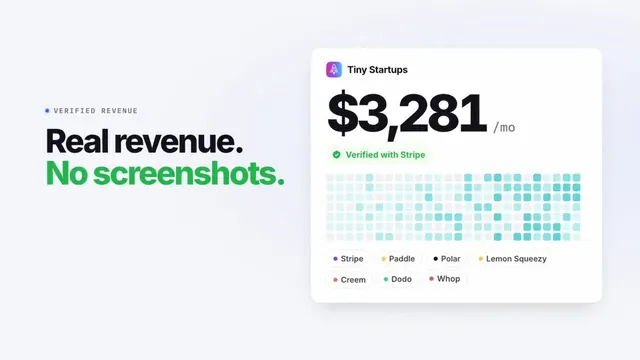 VERIFIED REVENUE
Real revenue.
No screenshots.
Tiny Startups
$3,281 /mo
Verified with Stripe
Stripe Paddle Polar Lemon Squeezy
Creem Dodo Whop